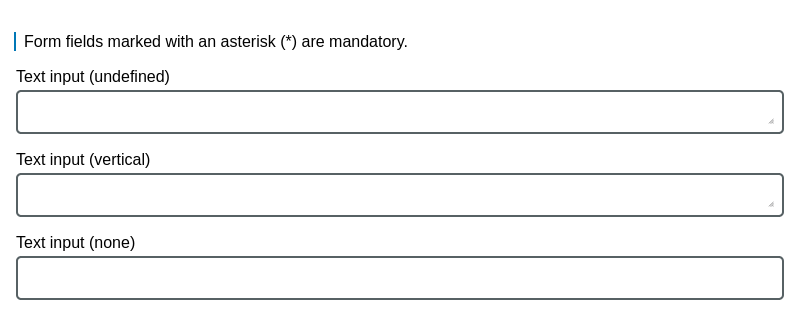 Form fields marked with an asterisk (*) are mandatory.
Text input (undefined)
Text input (vertical)
Text input (none)